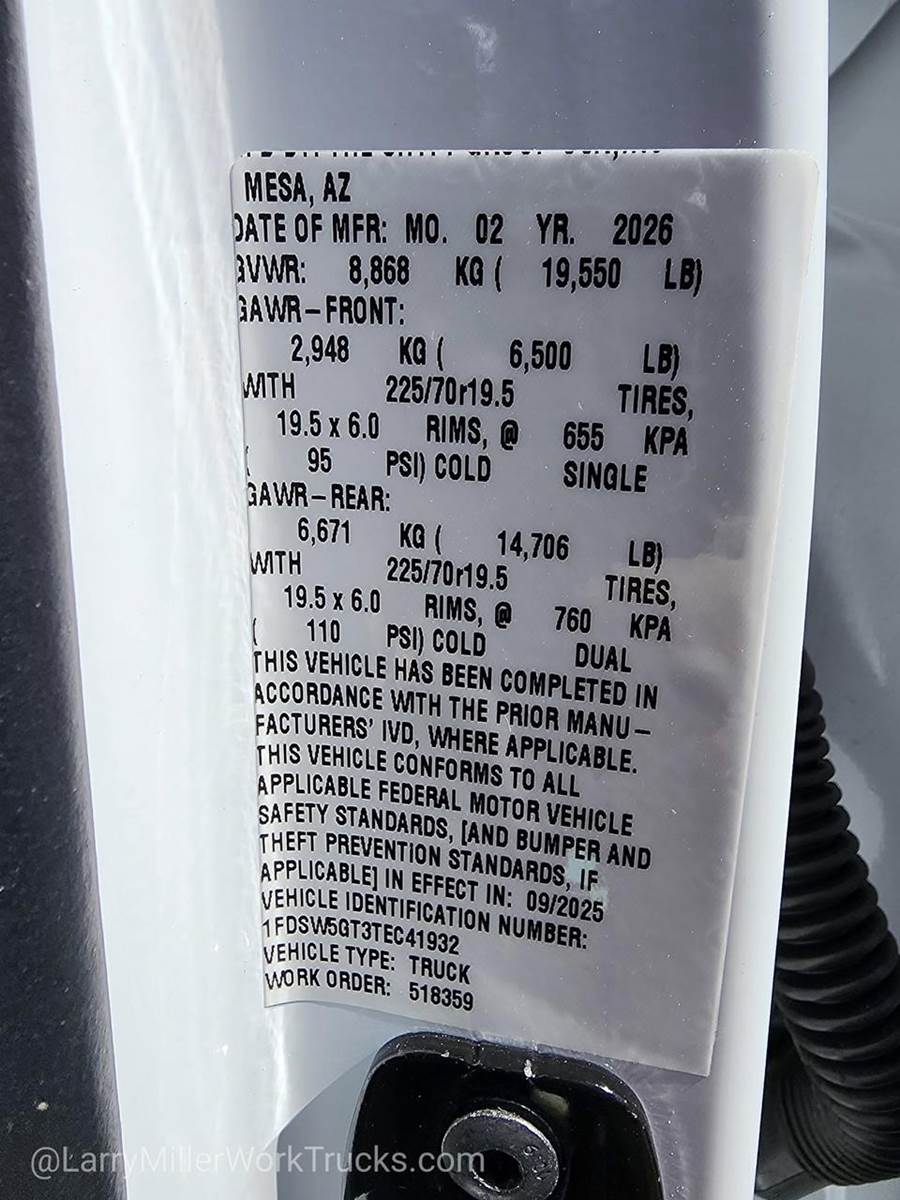 MESA, AZ
DATE OF MFR: MO. 02 YR. 2026
GVWR: 8,868 KG ( 19,550 LB)
GAWR-FRONT:
2,948 KG ( 6,500 LB)
WITH 225/70r19.5 TIRES,
19.5 x 6.0 RIMS, @ 655 KPA
( 95 PSI) COLD SINGLE
GAWR-REAR:
6,671 KG ( 14,706 LB)
WITH 225/70r19.5 TIRES,
19.5 x 6.0 RIMS, @ 760 KPA
( 110 PSI) COLD DUAL
THIS VEHICLE HAS BEEN COMPLETED IN
ACCORDANCE WITH THE PRIOR MANU-
FACTURERS' IVD, WHERE APPLICABLE.
THIS VEHICLE CONFORMS TO ALL
APPLICABLE FEDERAL MOTOR VEHICLE
SAFETY STANDARDS, [AND BUMPER AND
THEFT PREVENTION STANDARDS, IF
APPLICABLE] IN EFFECT IN: 09/2025
VEHICLE IDENTIFICATION NUMBER:
1FDSW5GT3TEC41932
VEHICLE TYPE: TRUCK
WORK ORDER: 518359
@LarryMillerWorkTrucks.com